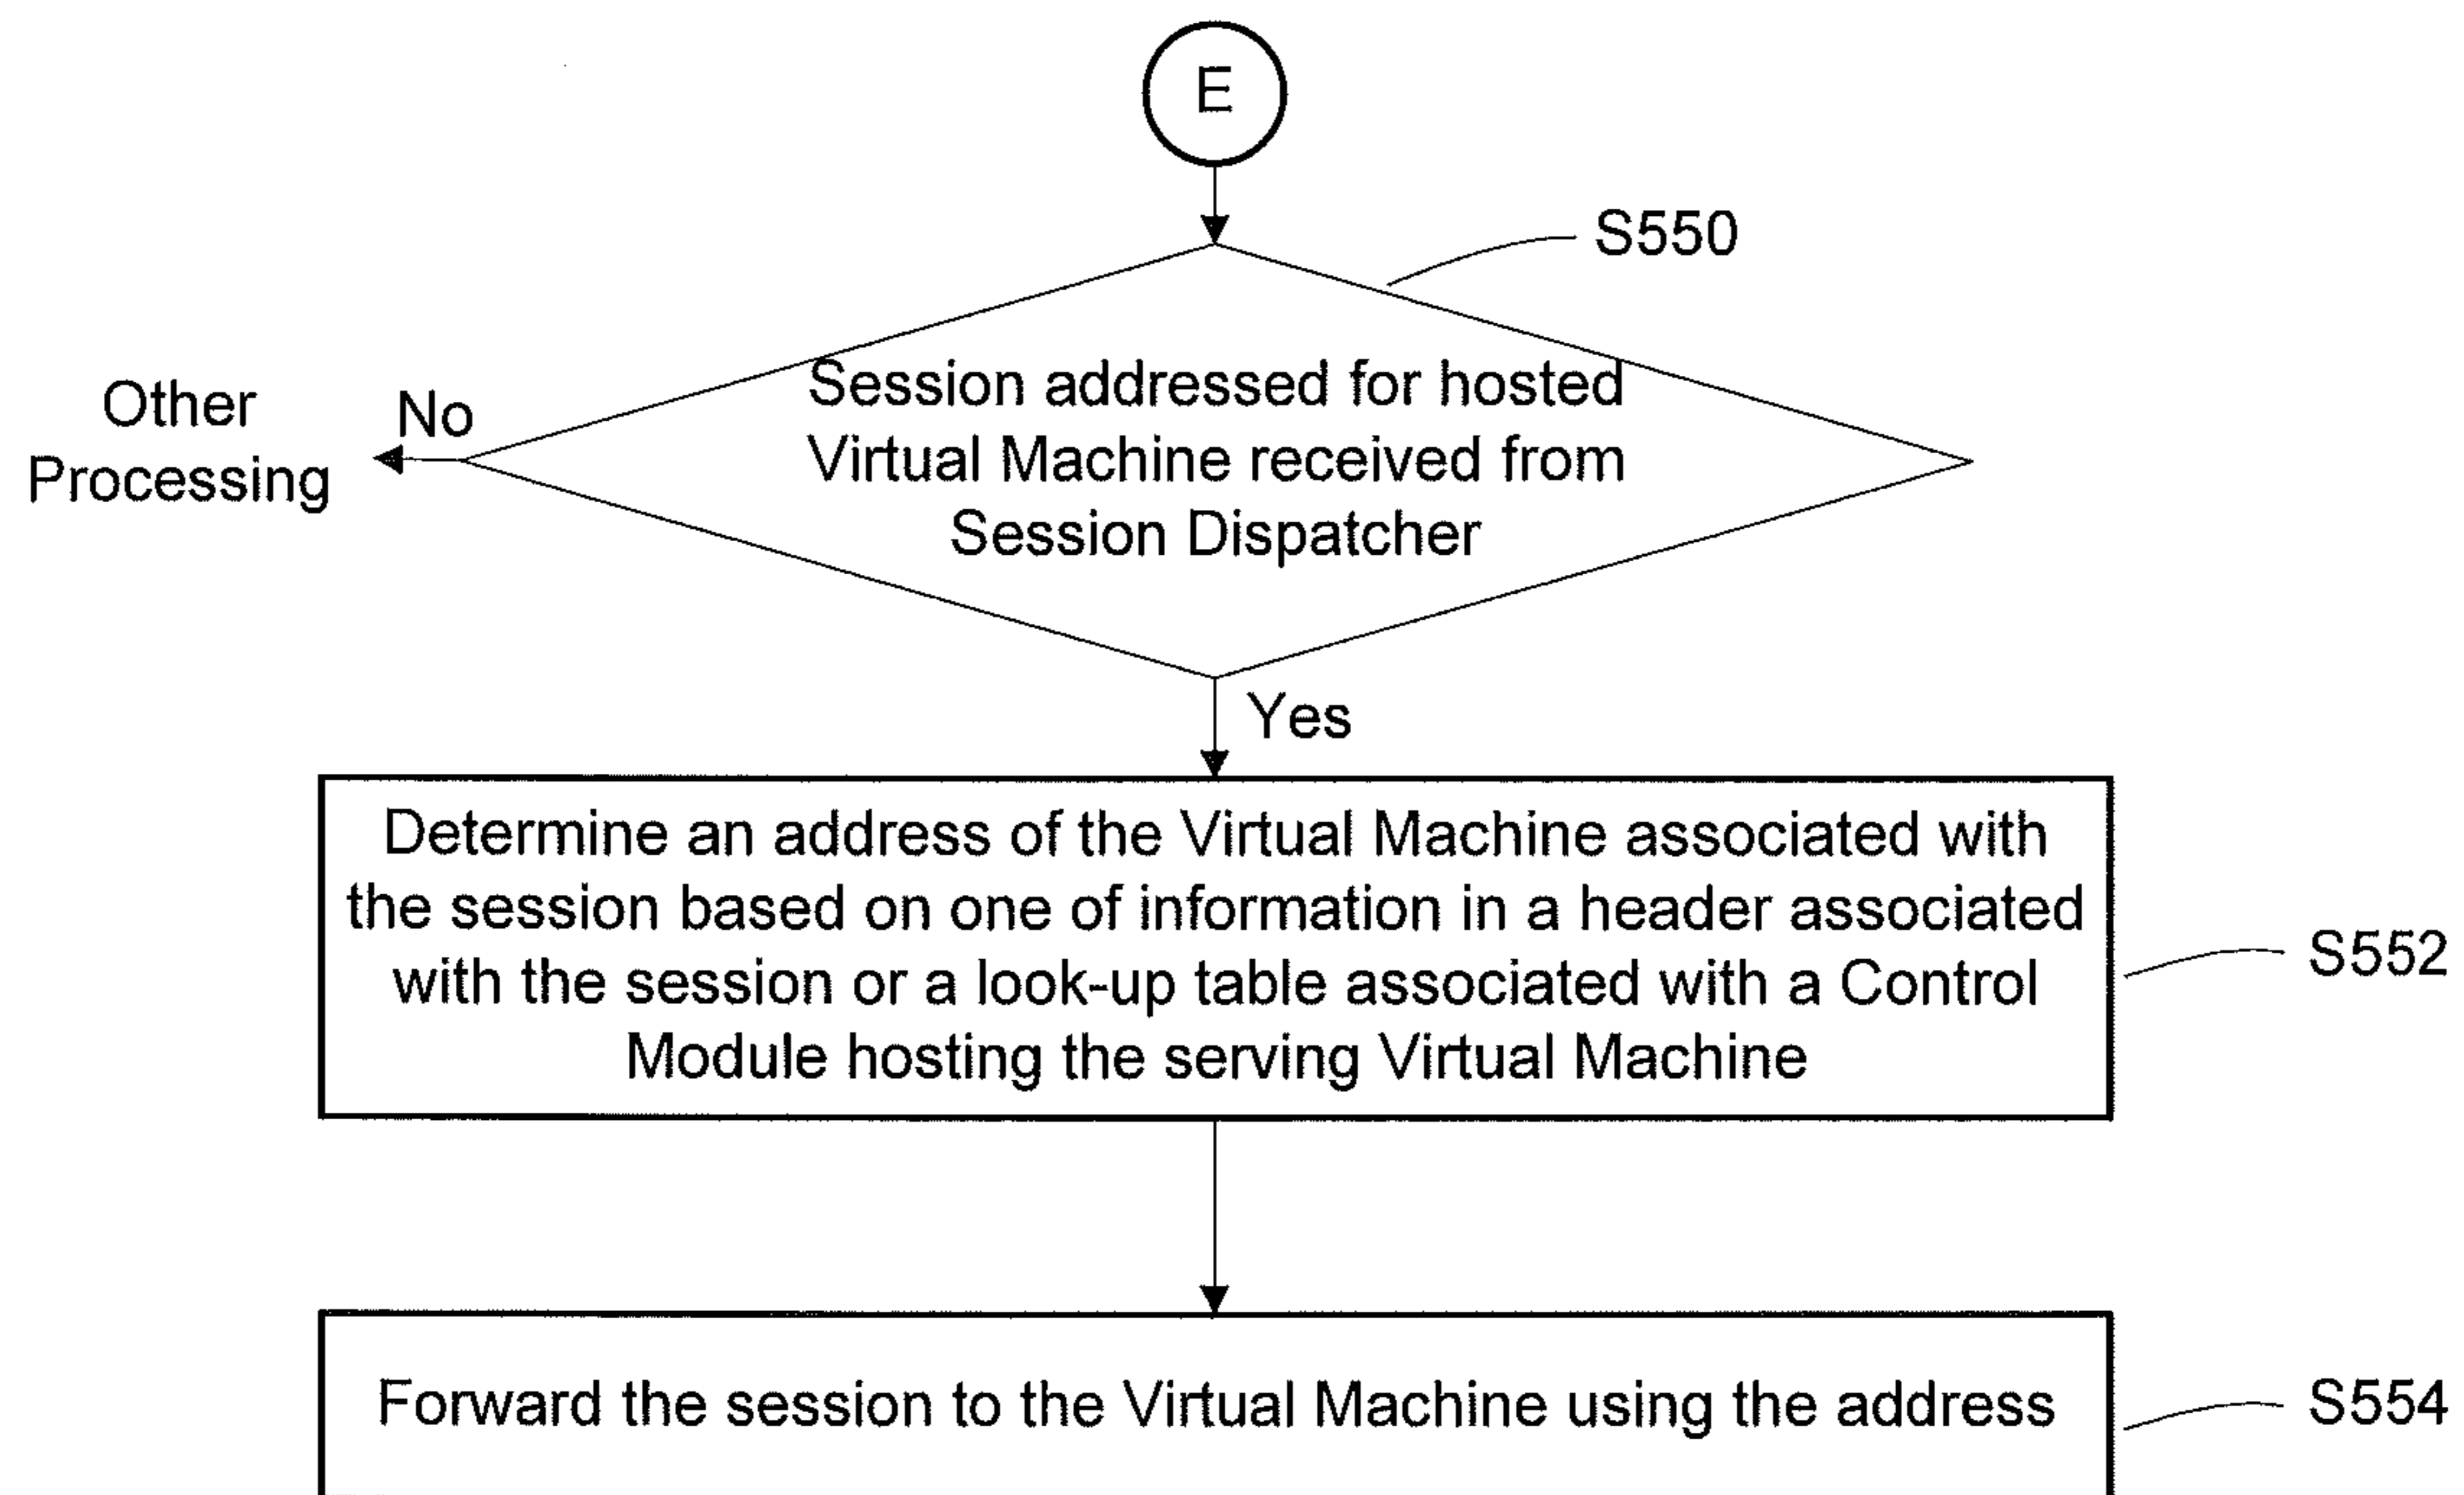 E
S550
Session addressed for hosted
Virtual Machine received from
Session Dispatcher
No
Other
Processing
Yes
Determine an address of the Virtual Machine associated with
the session based on one of information in a header associated
with the session or a look-up table associated with a Control
Module hosting the serving Virtual Machine
S552
Forward the session to the Virtual Machine using the address
S554